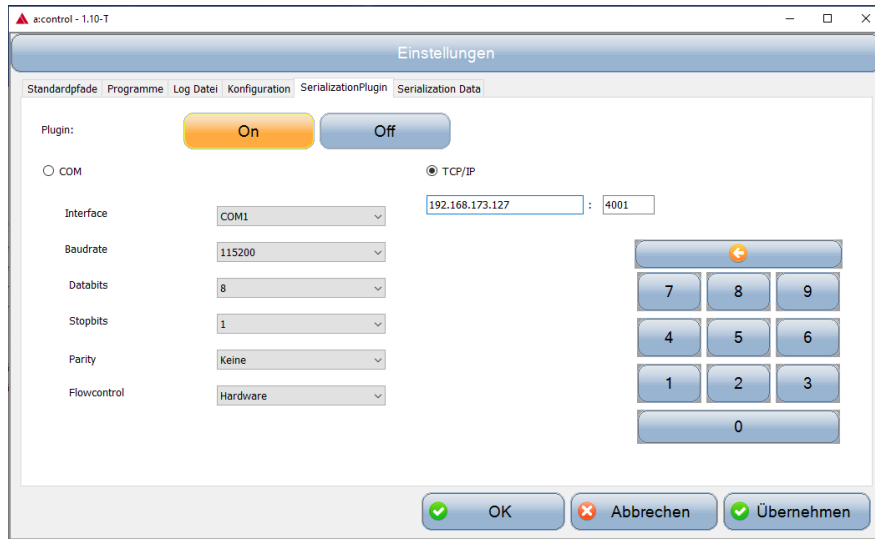 a:control - 1.10-T
Einstellungen
Standardpfade Programme Log Datei Konfiguration SerializationPlugin Serialization Data
Plugin: On Off
COM TCP/IP
192.168.173.127 : 4001
Interface COM1
Baudrate 115200
Databits 8
Stopbits 1
Parity Keine
Flowcontrol Hardware
7 8 9
4 5 6
1 2 3
0
OK Abbrechen Übernehmen